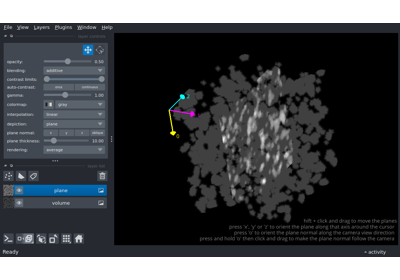 File View Layers Plugins Window Help
layer controls
opacity: 0.50
blending: additive
contrast limits:
auto-contrast: once continuous
gamma: 1.00
colormap: gray
interpolation: linear
depiction: plane
plane normal: x y z oblique
plane thickness: 10.00
rendering: average
layer list
plane
volume
hift + click and drag to move the planes
press 'x', 'y' or 'z' to orient the plane along that axis around the cursor
press 'o' to orient the plane normal along the camera view direction
press and hold 'o' then click and drag to make the plane normal follow the camera
Ready
activity